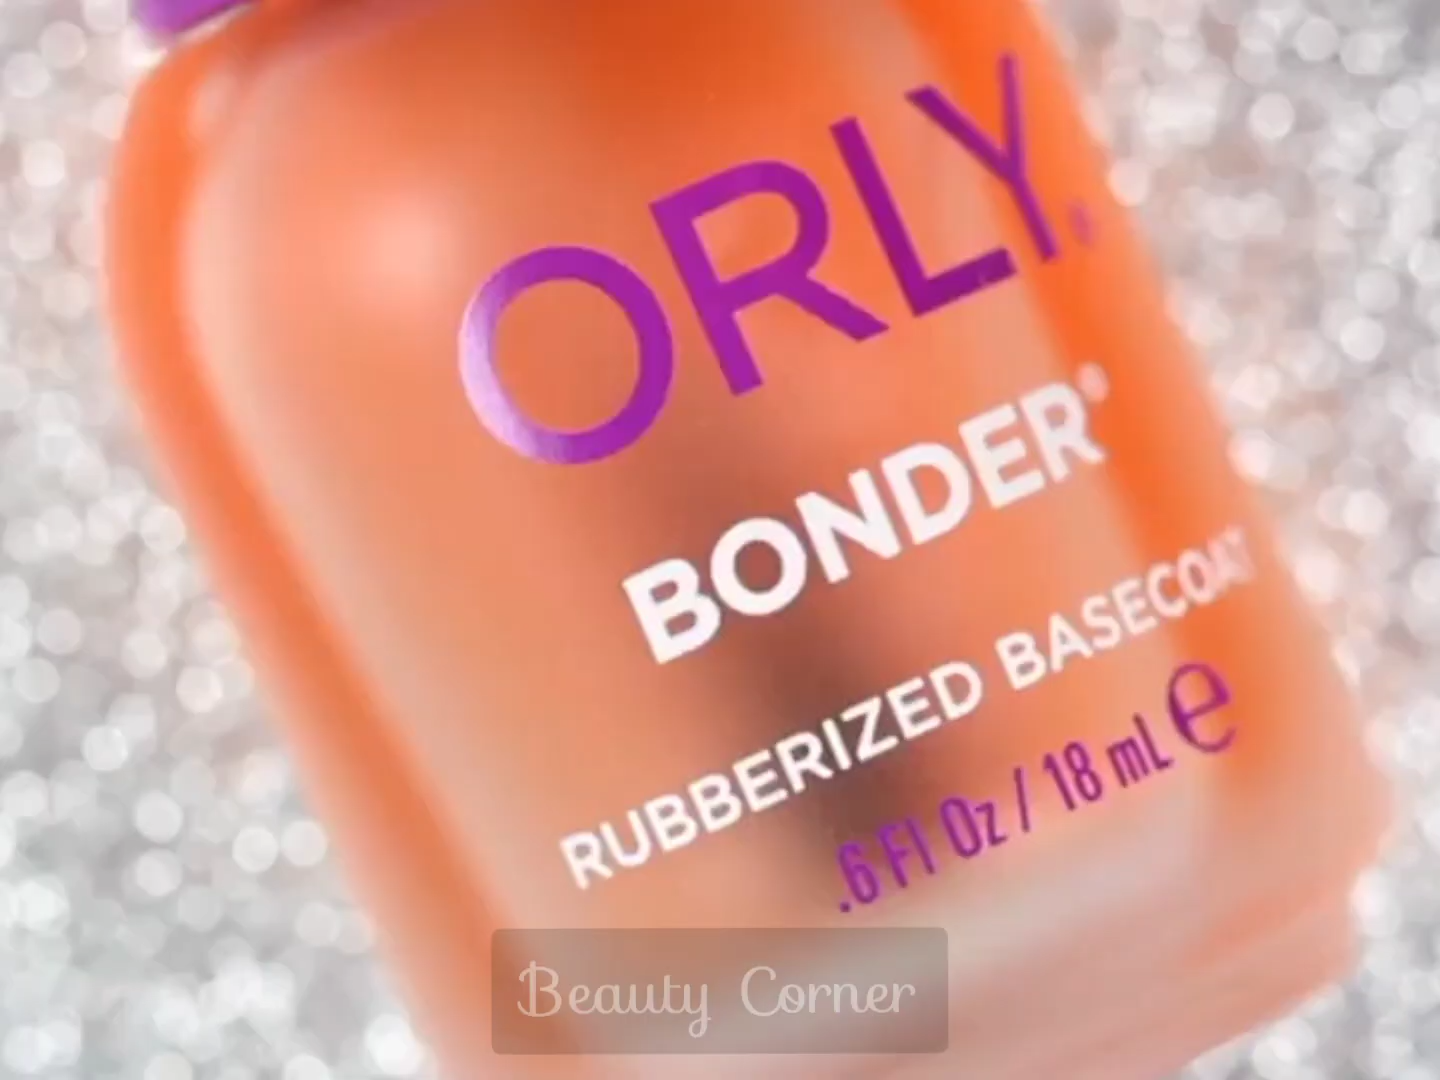 ORLY®
BONDER®
RUBBERIZED BASECOAT
.6 Fl Oz / 18 mL ℮
Beauty Corner